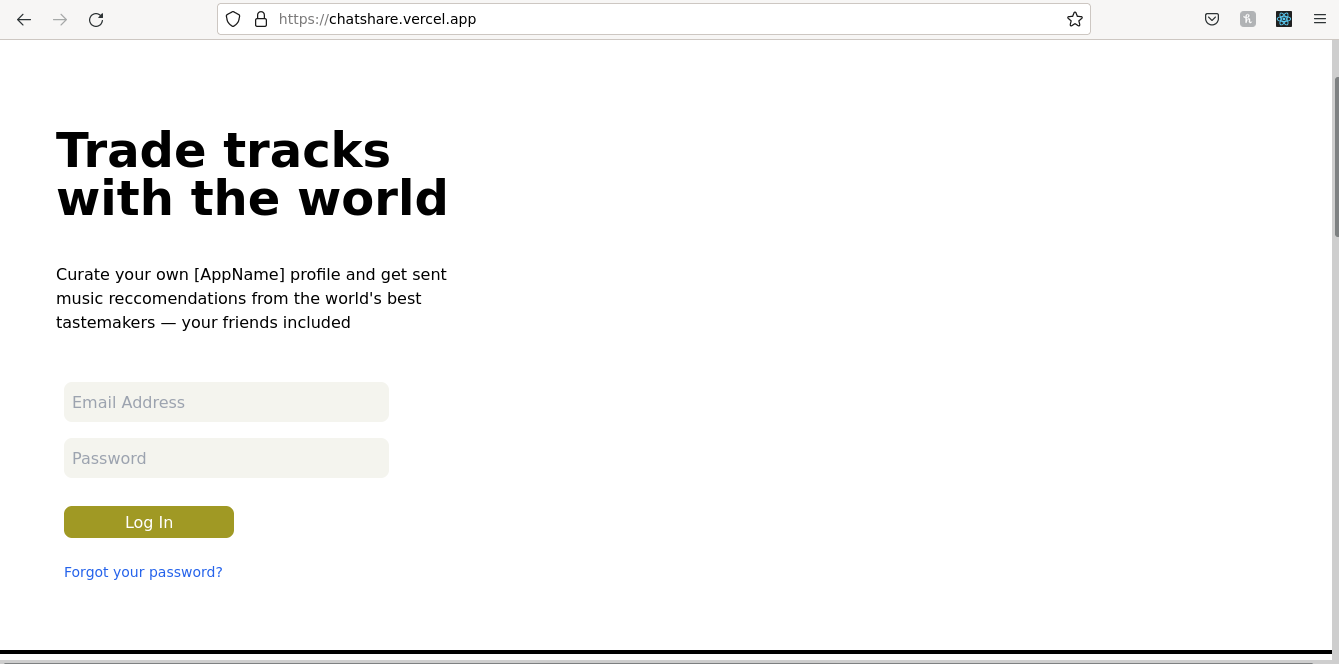 https://chatshare.vercel.app
Trade tracks
with the world
Curate your own [AppName] profile and get sent
music reccomendations from the world's best
tastemakers — your friends included
Email Address
Password
Log In
Forgot your password?